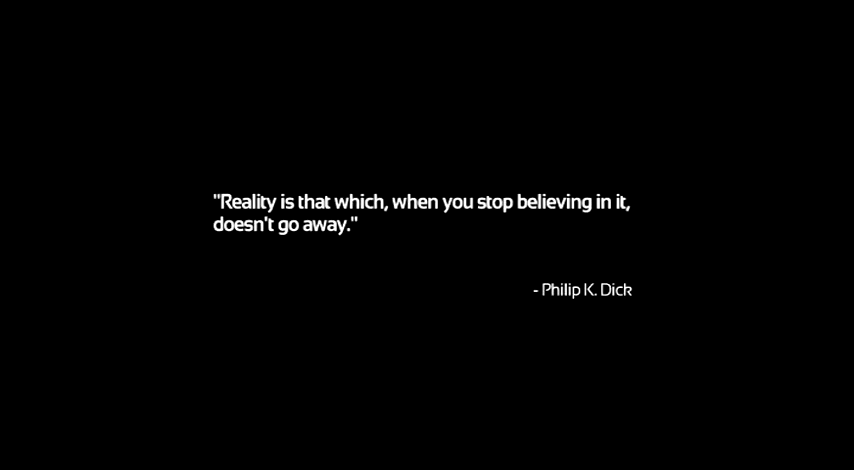 "Reality is that which, when you stop believing in it,
doesn't go away."
- Philip K. Dick